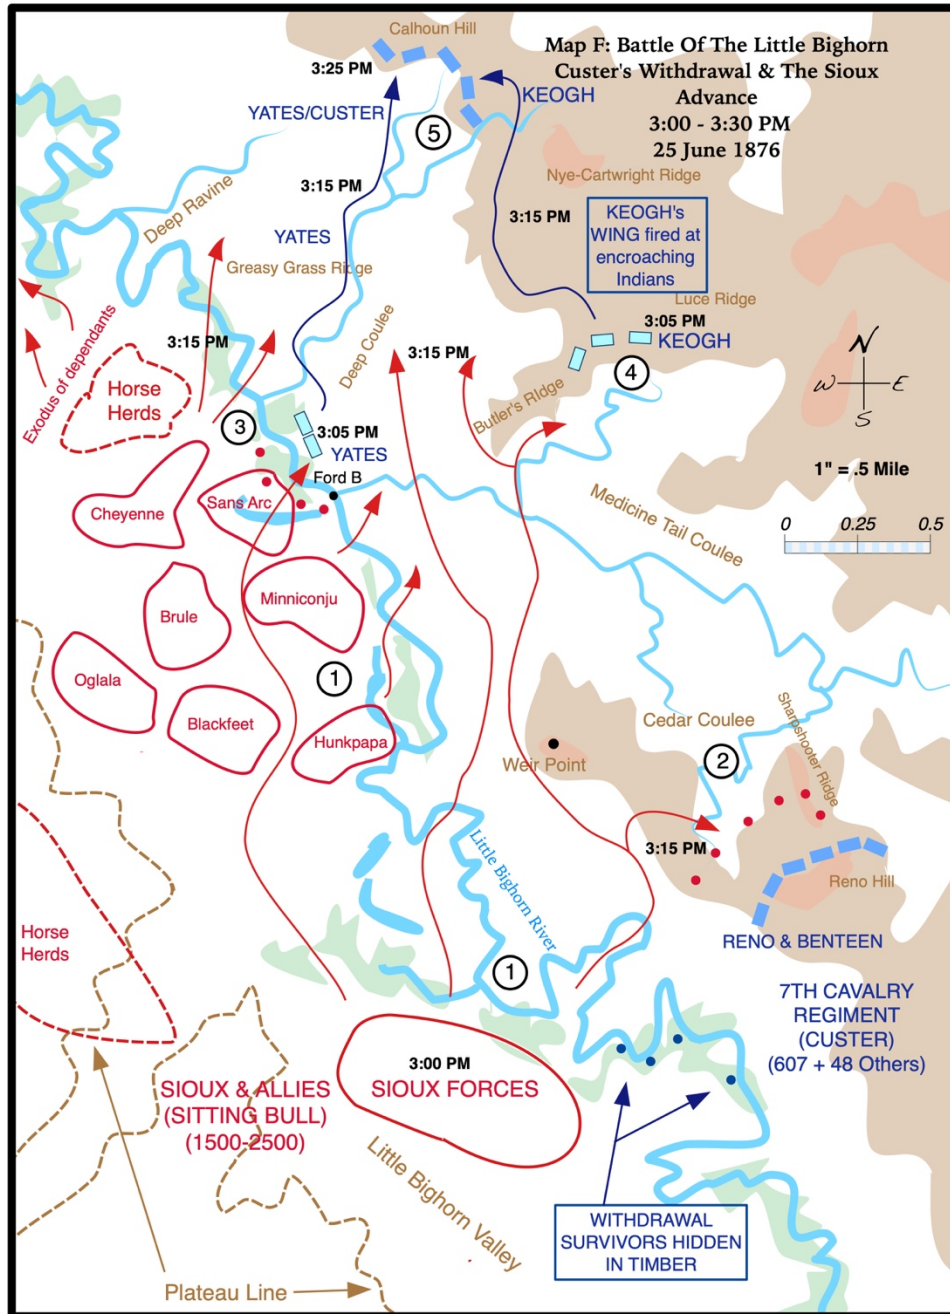 Calhoun Hill
Map F: Battle Of The Little Bighorn
Custer's Withdrawal & The Sioux
Advance
3:00 - 3:30 PM
25 June 1876
3:25 PM
KEOGH
YATES/CUSTER
5
Nye-Cartwright Ridge
3:15 PM
Deep Ravine
3:15 PM
KEOGH's
WING fired at
encroaching
Indians
YATES
Greasy Grass Ridge
Luce Ridge
3:05 PM
KEOGH
Exodus of dependants
3:15 PM
Deep Coulee
3:15 PM
4
N
W
E
S
Horse
Herds
Butler's RIdge
3
3:05 PM
YATES
Ford B
1" = .5 Mile
Cheyenne
Sans Arc
Medicine Tail Coulee
0
0.25
0.5
Brule
Minniconju
Oglala
1
Blackfeet
Hunkpapa
Cedar Coulee
Sharpshooter Ridge
2
Weir Point
Little Bighorn River
3:15 PM
Reno Hill
Horse
Herds
RENO & BENTEEN
1
7TH CAVALRY
REGIMENT
(CUSTER)
(607 + 48 Others)
3:00 PM
SIOUX FORCES
SIOUX & ALLIES
(SITTING BULL)
(1500-2500)
Little Bighorn Valley
WITHDRAWAL
SURVIVORS HIDDEN
IN TIMBER
Plateau Line